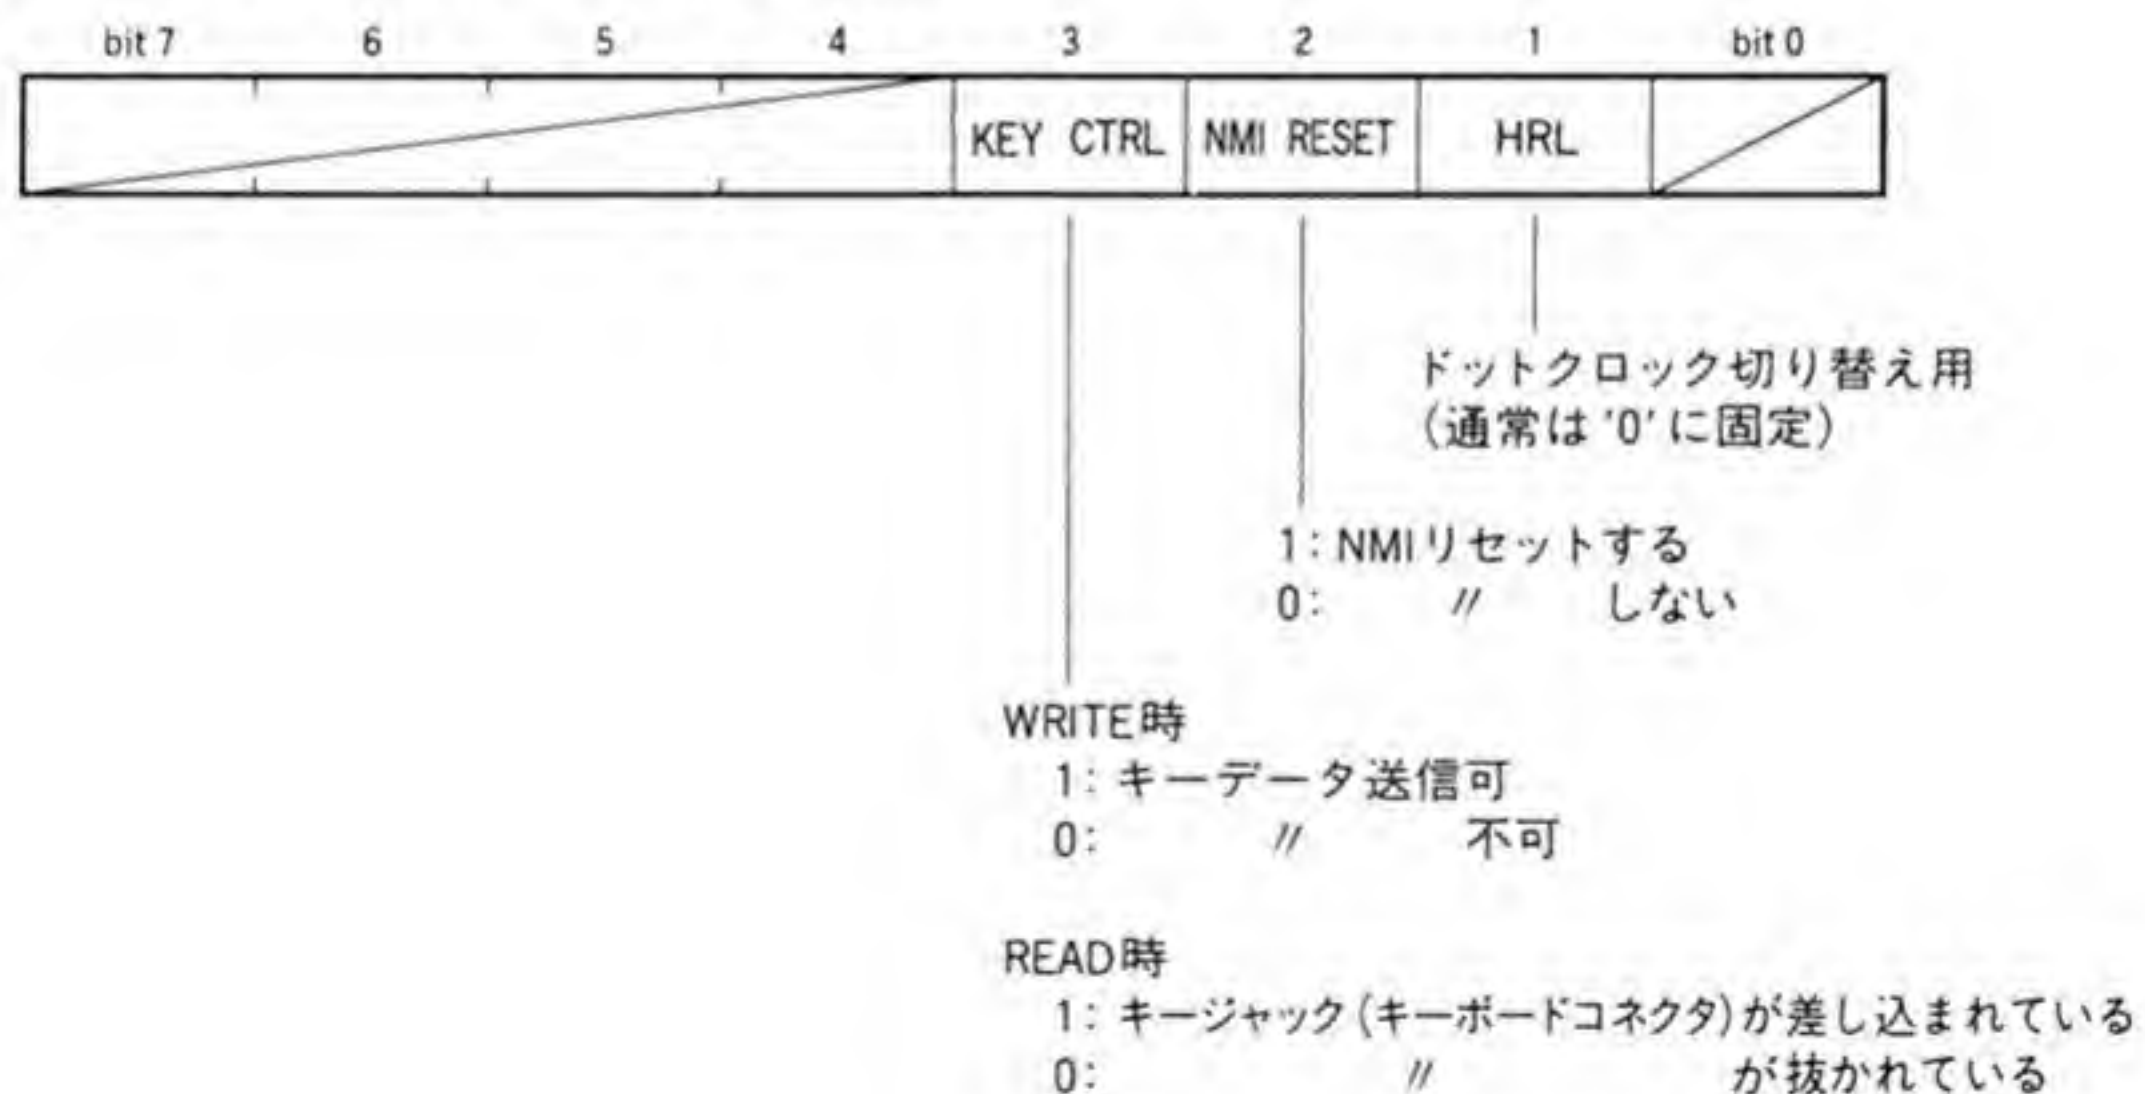 bit 7 6 5 4 3 2 1 bit 0
KEY CTRL NMI RESET HRL
ドットクロック切り替え用
(通常は'0'に固定)
1: NMIリセットする
0: 〃 しない
WRITE時
1: キーデータ送信可
0: 〃 不可
READ時
1: キージャック(キーボードコネクタ)が差し込まれている
0: 〃 が抜かれている